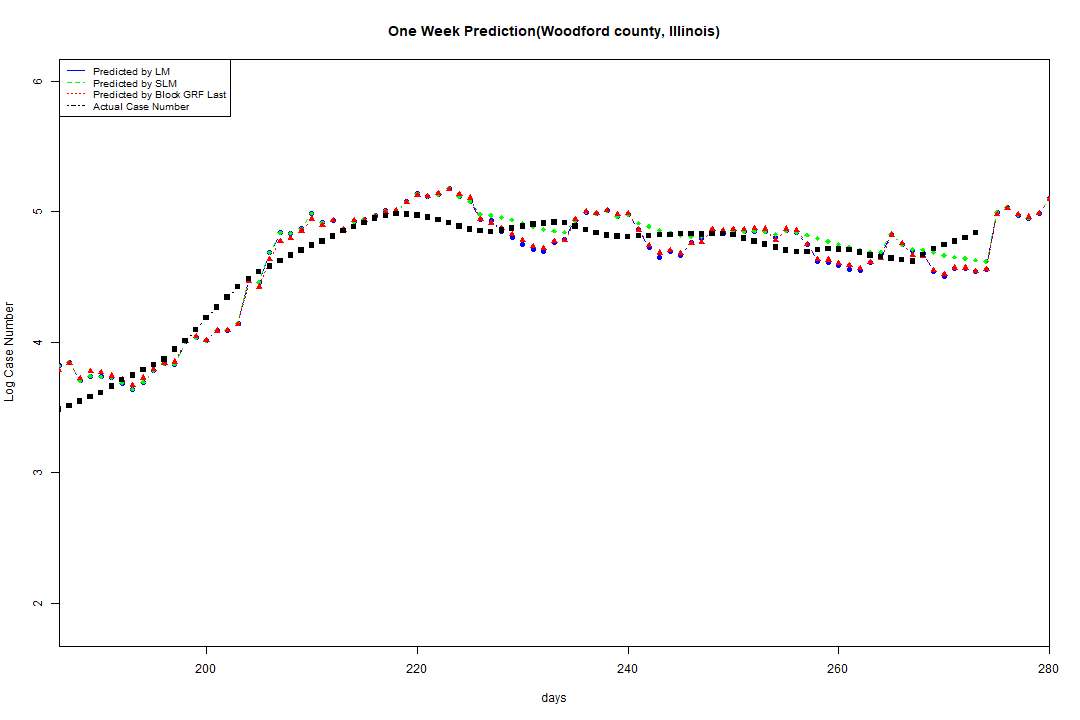 One Week Prediction(Woodford county, Illinois)
Predicted by LM
Predicted by SLM
Predicted by Block GRF Last
Actual Case Number
6
5
4
3
2
Log Case Number
200
220
240
260
280
days